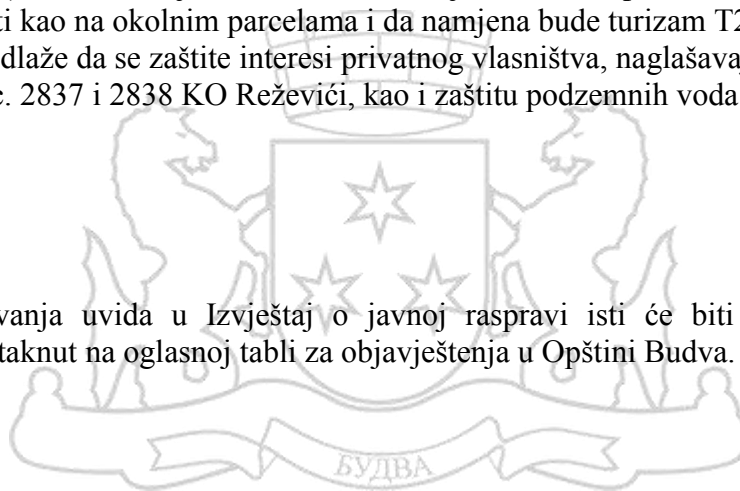 ti kao na okolnim parcelama i da namjena bude turizam T2
dlaže da se zaštite interesi privatnog vlasništva, naglašavaj
c. 2837 i 2838 KO Reževići, kao i zaštitu podzemnih voda
vanja uvida u Izvještaj o javnoj raspravi isti će biti
taknut na oglasnoj tabli za objavještenja u Opštini Budva.
БУДВА